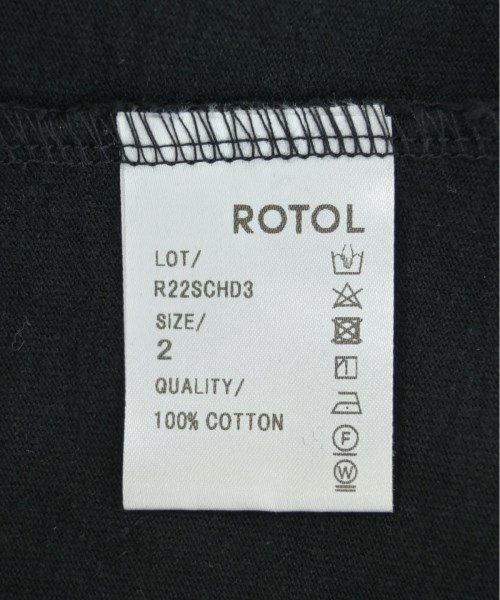 ROTOL
LOT/
R22SCHD3
SIZE/
2
QUALITY/
100% COTTON
F
W